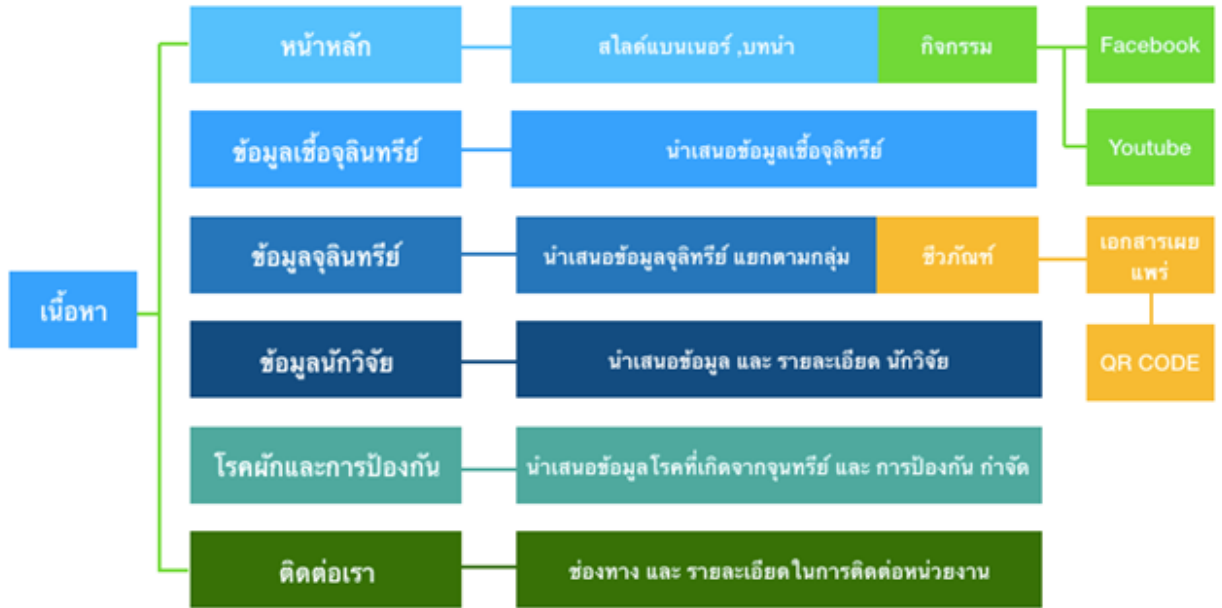 หน้าหลัก
สไลด์แบนเนอร์ ,บทนำ
กิจกรรม
Facebook
Youtube
ข้อมูลเชื้อจุลินทรีย์
นำเสนอข้อมูลเชื้อจุลิทรีย์
ข้อมูลจุลินทรีย์
นำเสนอข้อมูลจุลิทรีย์ แยกตามกลุ่ม
ชีวภัณฑ์
เอกสารเผย
แพร่
QR CODE
เนื้อหา
ข้อมูลนักวิจัย
นำเสนอข้อมูล และ รายละเอียด นักวิจัย
โรคผักและการป้องกัน
นำเสนอข้อมูลโรคที่เกิดจากจุนทรีย์ และ การป้องกัน กำจัด
ติดต่อเรา
ช่องทาง และ รายละเอียดในการติดต่อหน่วยงาน